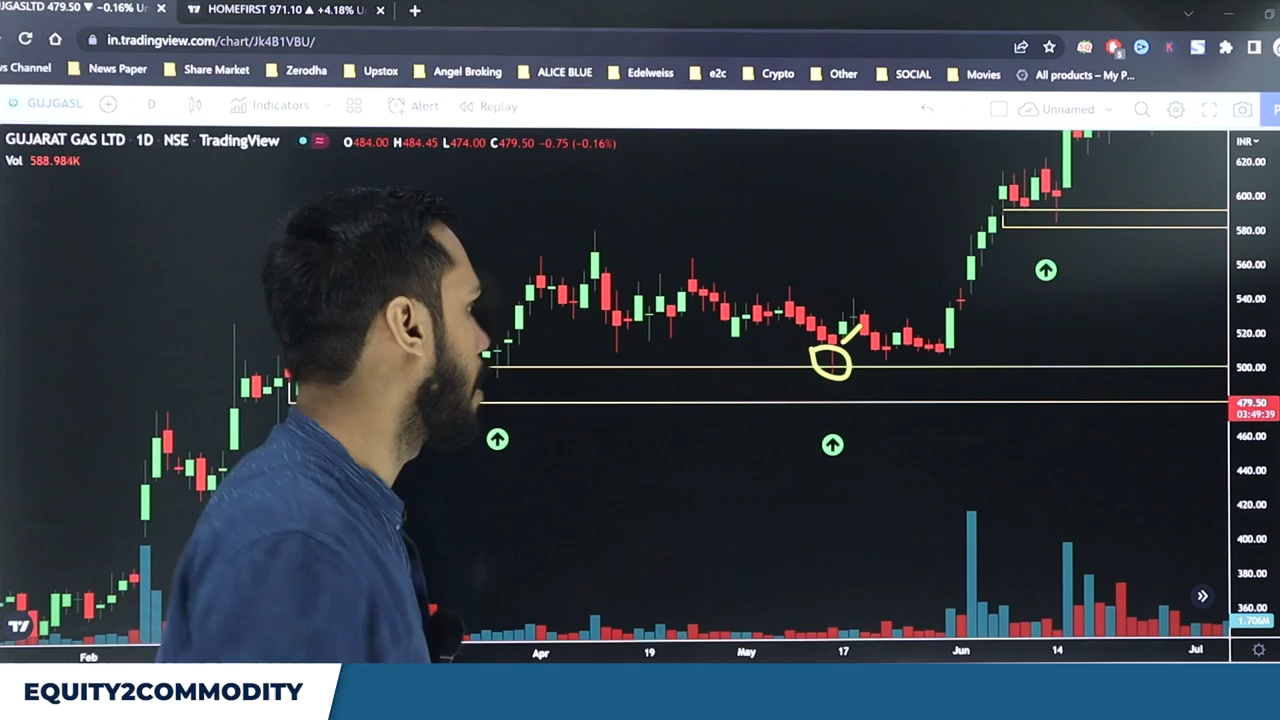 JGASLTD 479.50 ▼ −0.16% Ur
HOMEFIRST 971.10 ▲ +4.18% U
in.tradingview.com/chart/Jk4B1VBU/
ws Channel News Paper Share Market Zerodha Upstox Angel Broking ALICE BLUE Edelweiss e2c Crypto Other SOCIAL Movies All products – My P...
GUJGASL D Indicators Alert Replay Unnamed
GUJARAT GAS LTD · 1D · NSE · TradingView O484.00 H484.45 L474.00 C479.50 −0.75 (−0.16%)
INR
Vol 588.984K
620.00
600.00
580.00
560.00
540.00
520.00
500.00
479.50
03:49:39
460.00
440.00
420.00
400.00
380.00
360.00
1.706M
Feb Apr 19 May 17 Jun 14 Jul
EQUITY2COMMODITY